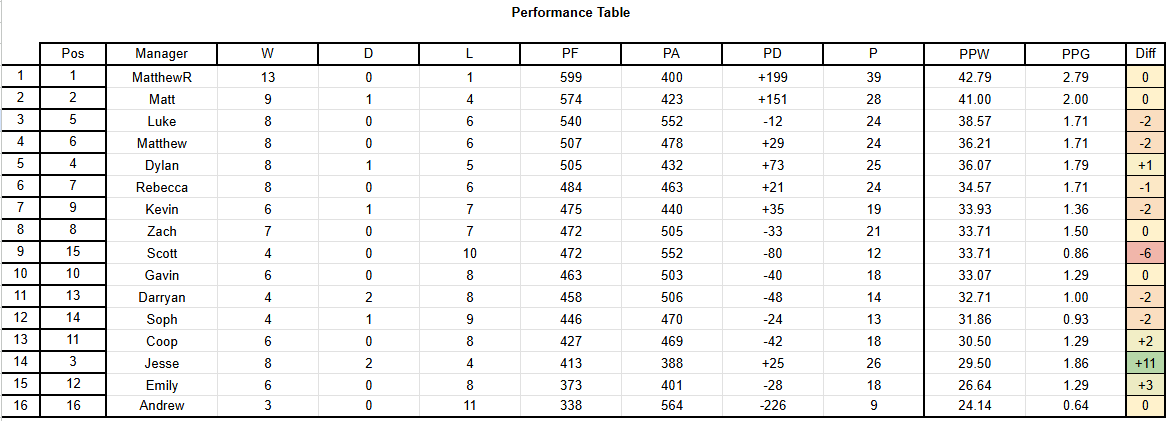 Performance Table
Pos Manager W D L PF PA PD P PPW PPG Diff
1 1 MatthewR 13 0 1 599 400 +199 39 42.79 2.79 0
2 2 Matt 9 1 4 574 423 +151 28 41.00 2.00 0
3 5 Luke 8 0 6 540 552 -12 24 38.57 1.71 -2
4 6 Matthew 8 0 6 507 478 +29 24 36.21 1.71 -2
5 4 Dylan 8 1 5 505 432 +73 25 36.07 1.79 +1
6 7 Rebecca 8 0 6 484 463 +21 24 34.57 1.71 -1
7 9 Kevin 6 1 7 475 440 +35 19 33.93 1.36 -2
8 8 Zach 7 0 7 472 505 -33 21 33.71 1.50 0
9 15 Scott 4 0 10 472 552 -80 12 33.71 0.86 -6
10 10 Gavin 6 0 8 463 503 -40 18 33.07 1.29 0
11 13 Darryan 4 2 8 458 506 -48 14 32.71 1.00 -2
12 14 Soph 4 1 9 446 470 -24 13 31.86 0.93 -2
13 11 Coop 6 0 8 427 469 -42 18 30.50 1.29 +2
14 3 Jesse 8 2 4 413 388 +25 26 29.50 1.86 +11
15 12 Emily 6 0 8 373 401 -28 18 26.64 1.29 +3
16 16 Andrew 3 0 11 338 564 -226 9 24.14 0.64 0